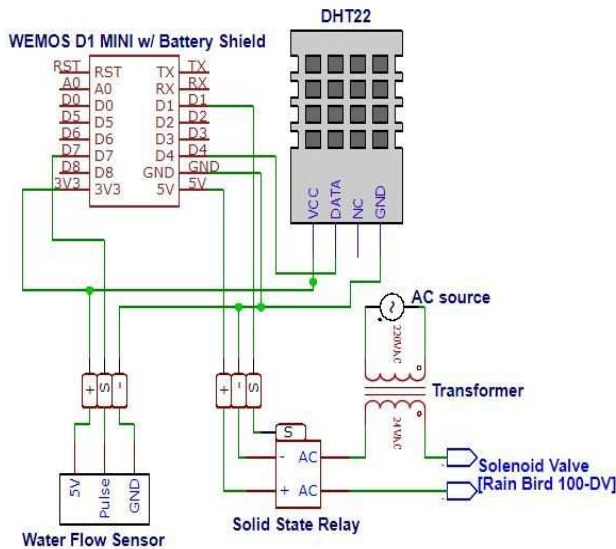 DHT22
WEMOS D1 MINI w/ Battery Shield
RST RST TX TX
A0 A0 RX RX
D0 D0 D1 D1
D5 D5 D2 D2
D6 D6 D3 D3
D7 D7 D4 D4
D8 D8 GND GND
3V3 3V3 5V 5V
VCC DATA NC GND
AC source
220VAC
Transformer
24VAC
+ S -
+ - S
S
- AC
+ AC
Solenoid Valve
[Rain Bird 100-DV]
5V Pulse GND
Solid State Relay
Water Flow Sensor